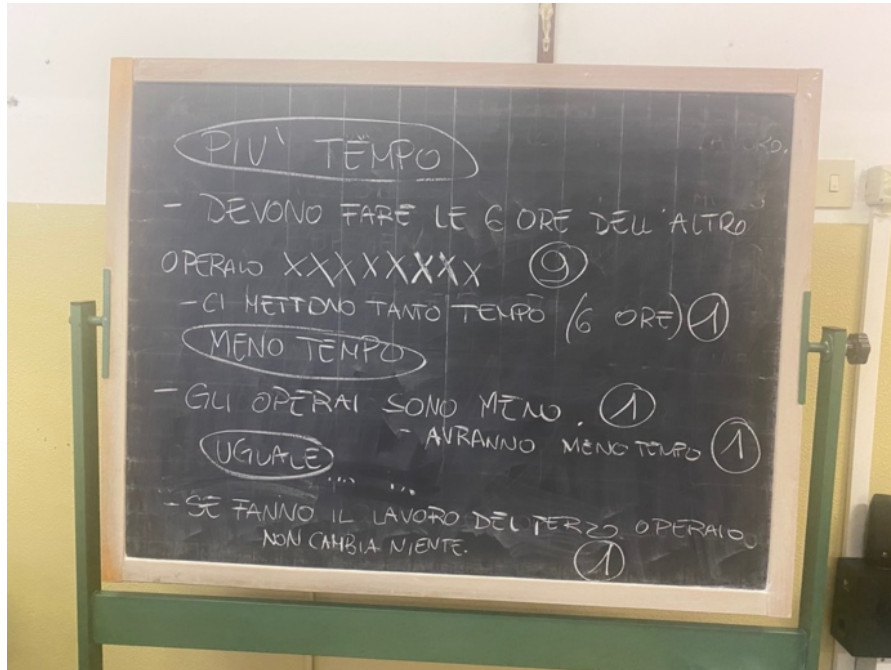 PIU' TEMPO
- DEVONO FARE LE 6 ORE DELL'ALTRO
OPERAIO XXXXXXXX 9
- CI METTONO TANTO TEMPO (6 ORE) 1
MENO TEMPO
- GLI OPERAI SONO MENO. 1
- AVRANNO MENO TEMPO 1
UGUALE
... ...
- SE FANNO IL LAVORO DEL TERZO OPERAIO
NON CAMBIA NIENTE.
1